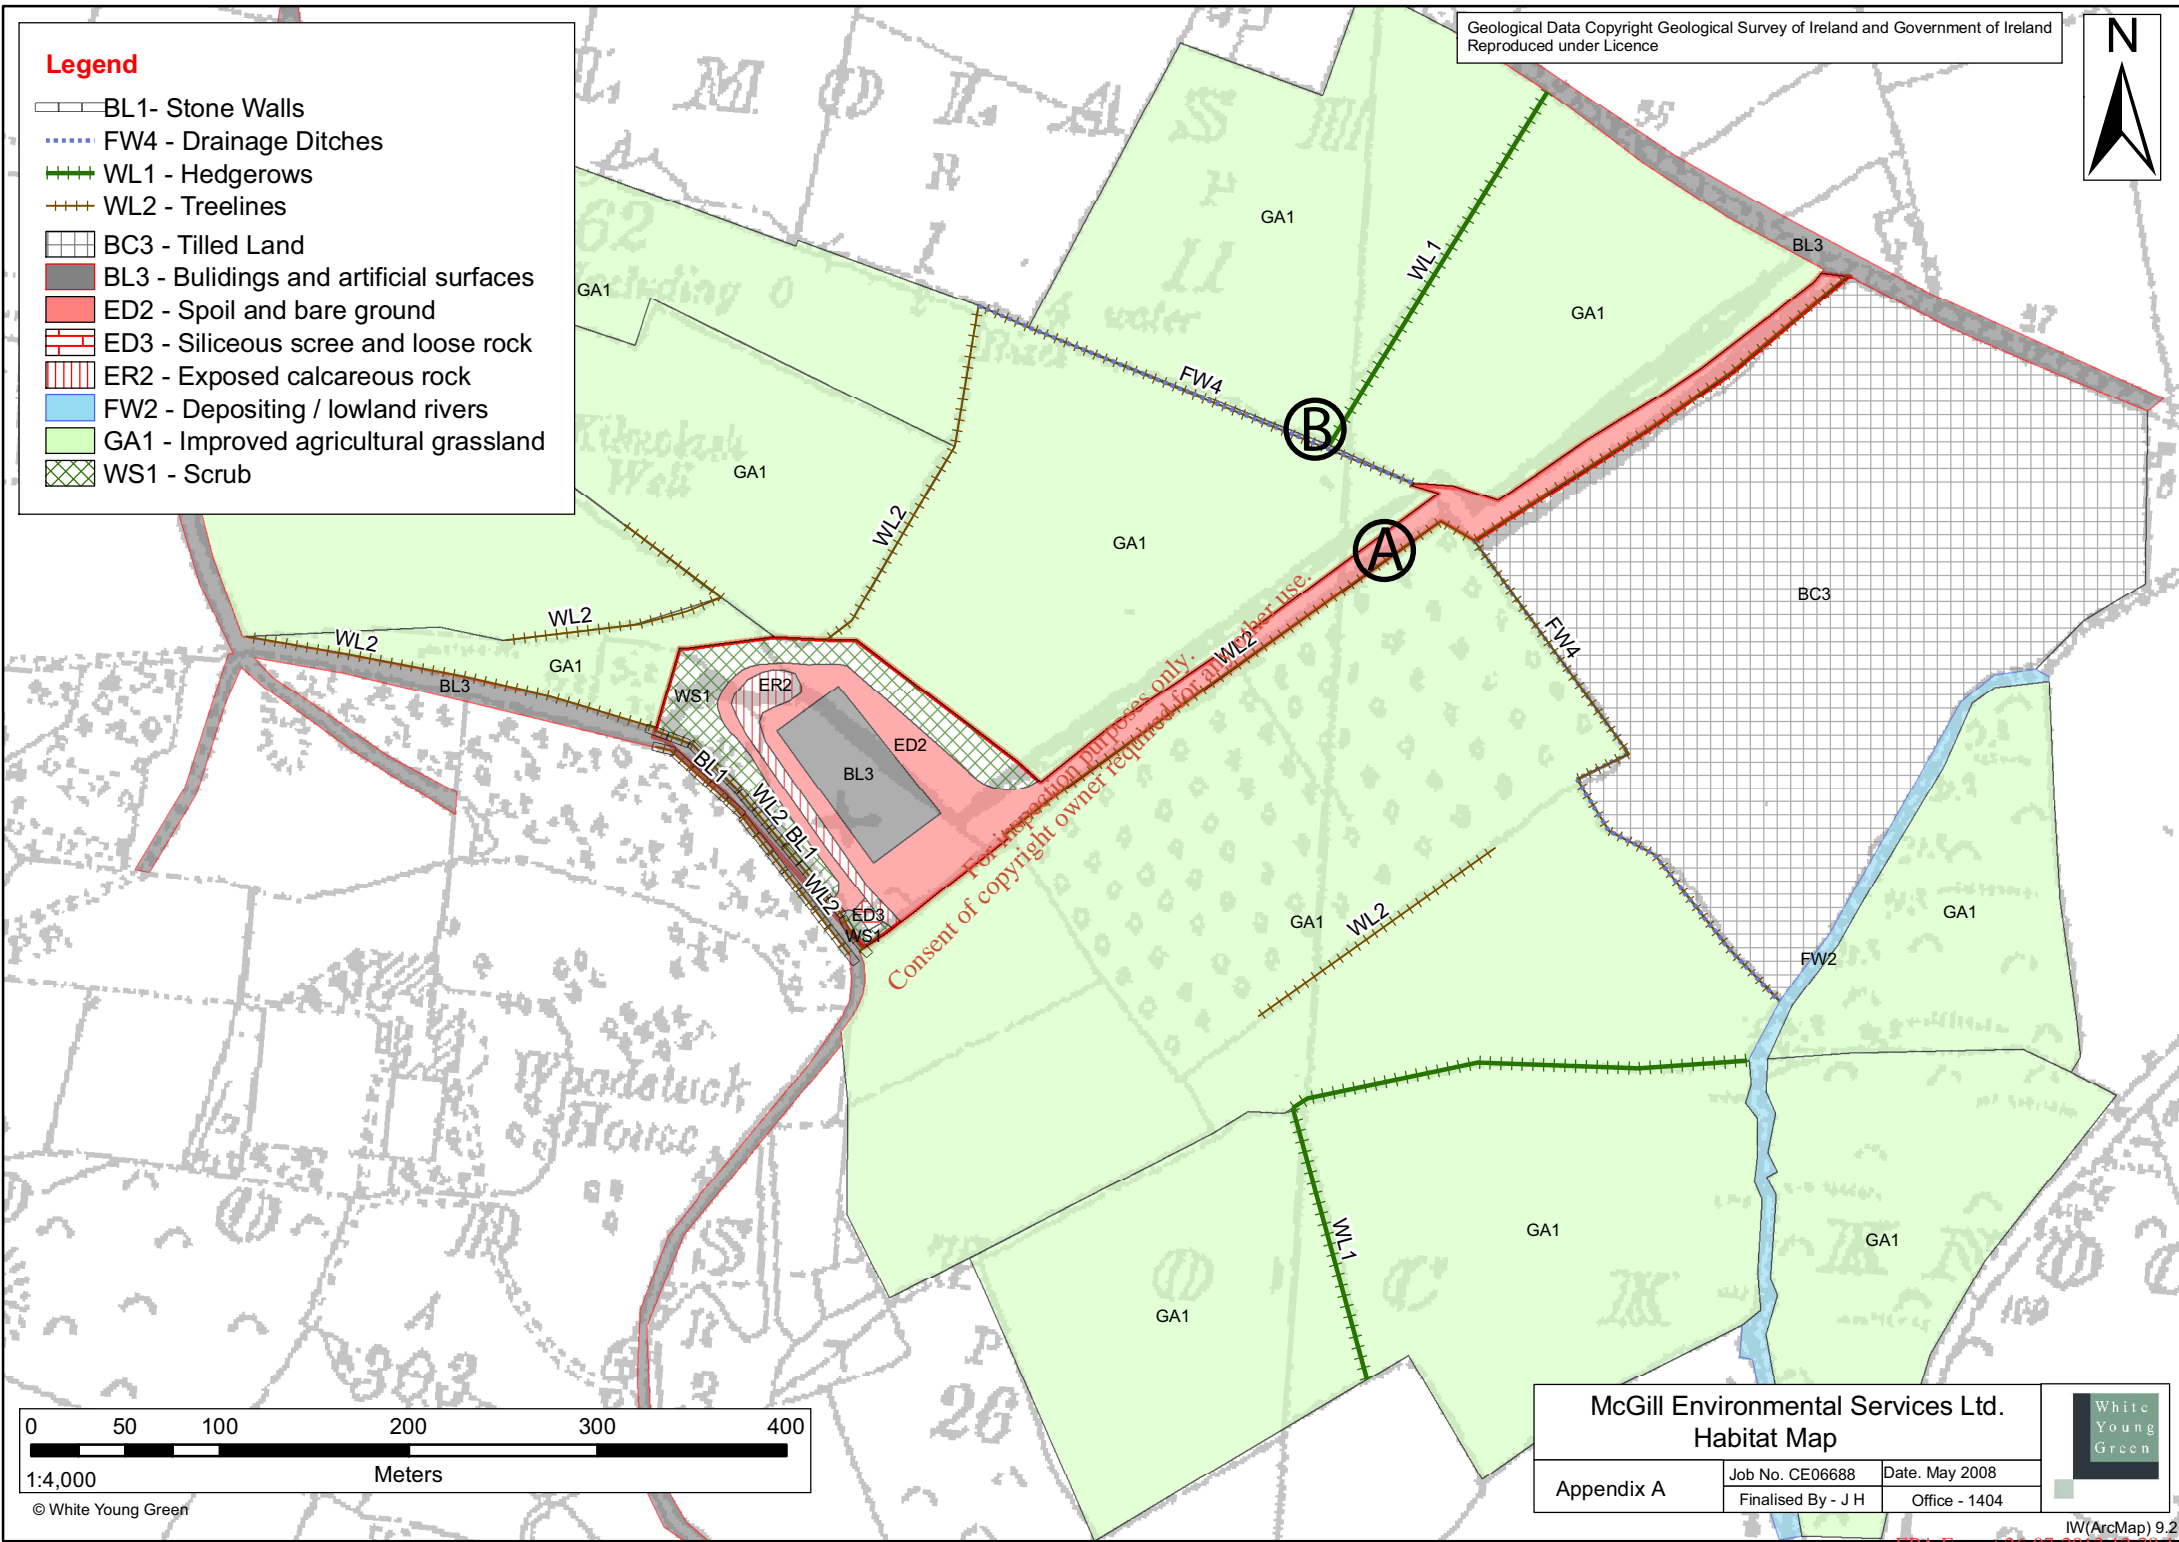 Geological Data Copyright Geological Survey of Ireland and Government of Ireland
Reproduced under Licence
N
Legend
BL1- Stone Walls
FW4 - Drainage Ditches
WL1 - Hedgerows
WL2 - Treelines
BC3 - Tilled Land
BL3 - Bulidings and artificial surfaces
ED2 - Spoil and bare ground
ED3 - Siliceous scree and loose rock
ER2 - Exposed calcareous rock
FW2 - Depositing / lowland rivers
GA1 - Improved agricultural grassland
WS1 - Scrub
GA1
BL3
WL1
GA1
GA1
FW4
B
GA1
WL2
GA1
A
BC3
WL2
WL2
FW4
GA1
BL3
WL2
WS1
ER2
ED2
BL3
BL1
WL2
BL1
WL2
ED3
WS1
For inspection purposes only.
Consent of copyright owner required for any other use.
GA1
WL2
GA1
FW2
Woodstock
House
WL1
GA1
GA1
GA1
303
26
0 50 100 200 300 400
Meters
1:4,000
© White Young Green
McGill Environmental Services Ltd.
Habitat Map
Appendix A
Job No. CE06688
Date. May 2008
Finalised By - J H
Office - 1404
White
Young
Green
IW(ArcMap) 9.2